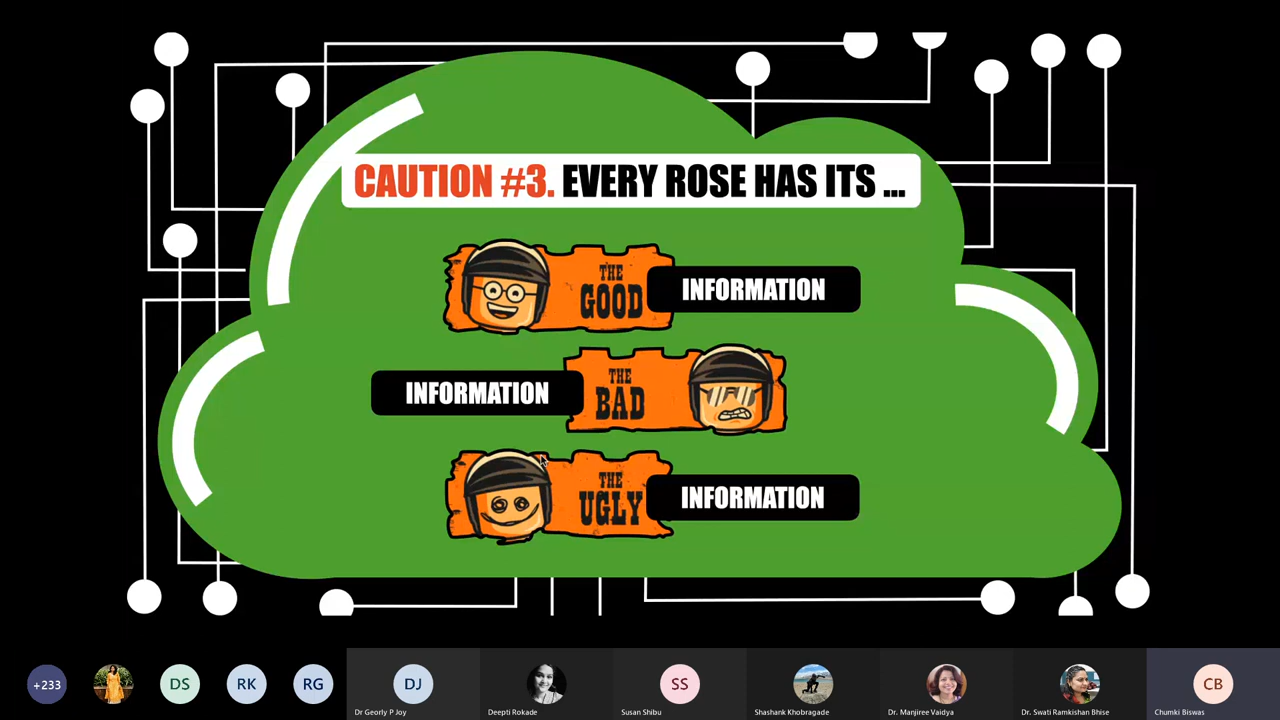 CAUTION #3. EVERY ROSE HAS ITS ...
THE
GOOD
INFORMATION
INFORMATION
THE
BAD
THE
UGLY
INFORMATION
+233
DS
RK
RG
DJ
SS
CB
Dr Georly P Joy
Deepti Rokade
Susan Shibu
Shashank Khobragade
Dr. Manjiree Vaidya
Dr. Swati Ramkishan Bhise
Chumki Biswas